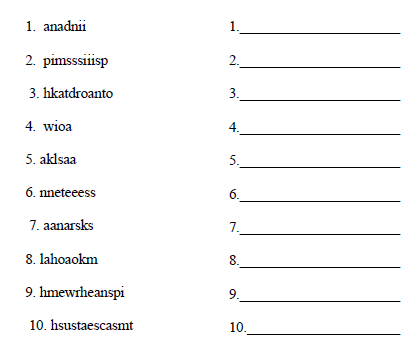 1. anadnii 1.
2. pimsssiiisp 2.
3. hkatdroanto 3.
4. wioa 4.
5. aklsaa 5.
6. nneteeess 6.
7. aanarsks 7.
8. lahoaokm 8.
9. hmewrheanspi 9.
10. hsustaescasmt 10.